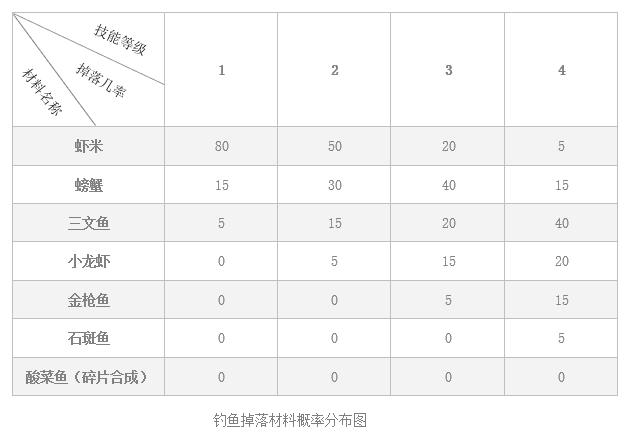 技能等级
掉落几率
材料名称
1 2 3 4
虾米 80 50 20 5
螃蟹 15 30 40 15
三文鱼 5 15 20 40
小龙虾 0 5 15 20
金枪鱼 0 0 5 15
石斑鱼 0 0 0 5
酸菜鱼（碎片合成） 0 0 0 0
钓鱼掉落材料概率分布图